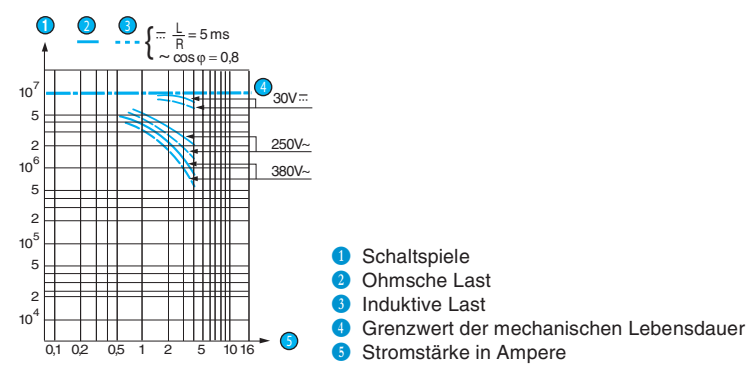 1 2 3
⎓ L/R = 5 ms
~ cos φ = 0,8
4
10⁷
30V⎓
5
2
250V~
10⁶
380V~
5
2
10⁵
5
2
10⁴
5
0,1 0,2 0,5 1 2 5 10 16
1 Schaltspiele
2 Ohmsche Last
3 Induktive Last
4 Grenzwert der mechanischen Lebensdauer
5 Stromstärke in Ampere